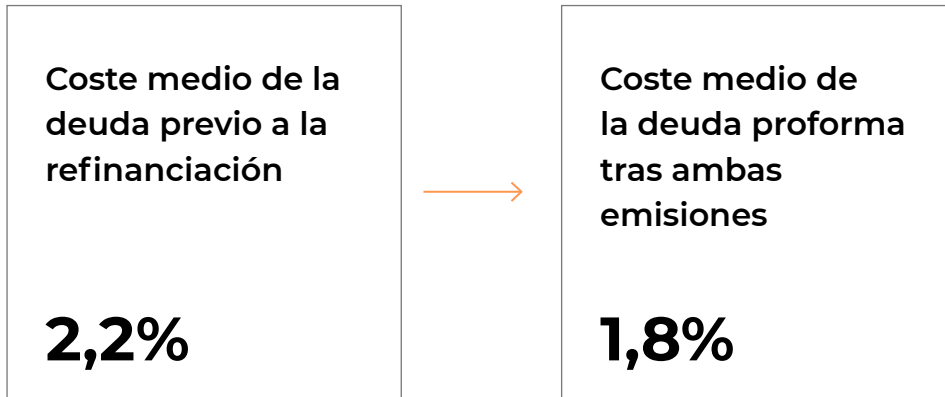 Coste medio de la
deuda previo a la
refinanciación
2,2%
Coste medio de
la deuda proforma
tras ambas
emisiones
1,8%